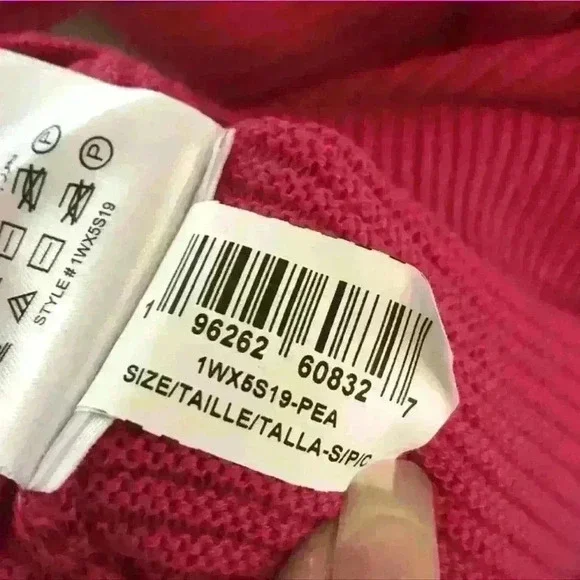 P
P
STYLE # 1WX5S19
1 96262 60832 7
1WX5S19-PEA
SIZE/TAILLE/TALLA-S/P/C